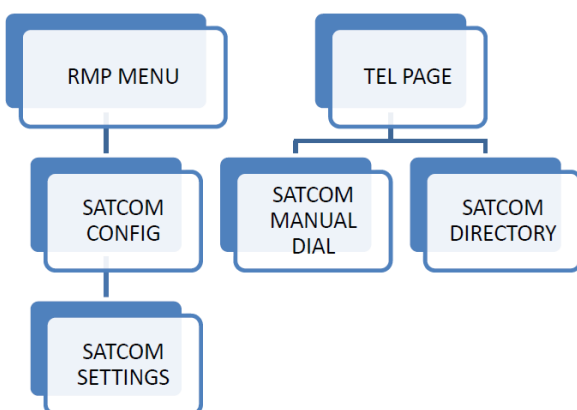 RMP MENU
TEL PAGE
SATCOM
CONFIG
SATCOM
MANUAL
DIAL
SATCOM
DIRECTORY
SATCOM
SETTINGS